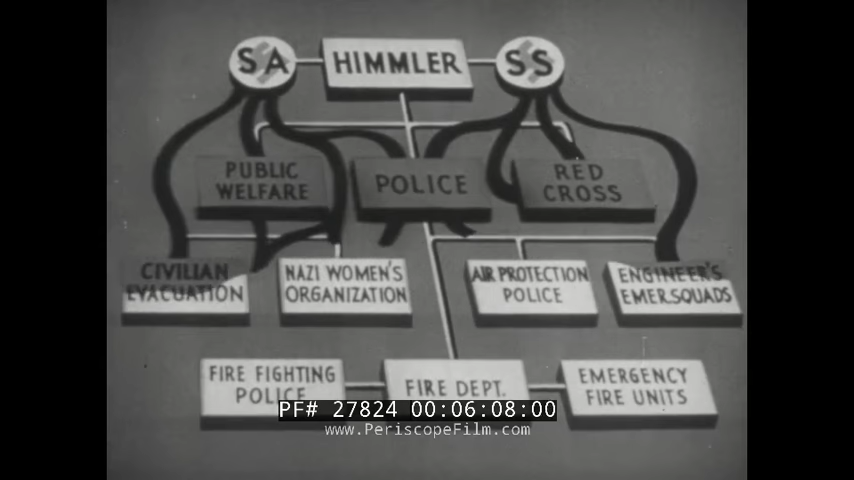 SA
HIMMLER
SS
PUBLIC
WELFARE
POLICE
RED
CROSS
CIVILIAN
EVACUATION
NAZI WOMEN'S
ORGANIZATION
AIR PROTECTION
POLICE
ENGINEER'S
EMER.SQUADS
FIRE FIGHTING
POLICE
FIRE DEPT.
EMERGENCY
FIRE UNITS
PF# 27824 00:06:08:00
www.PeriscopeFilm.com